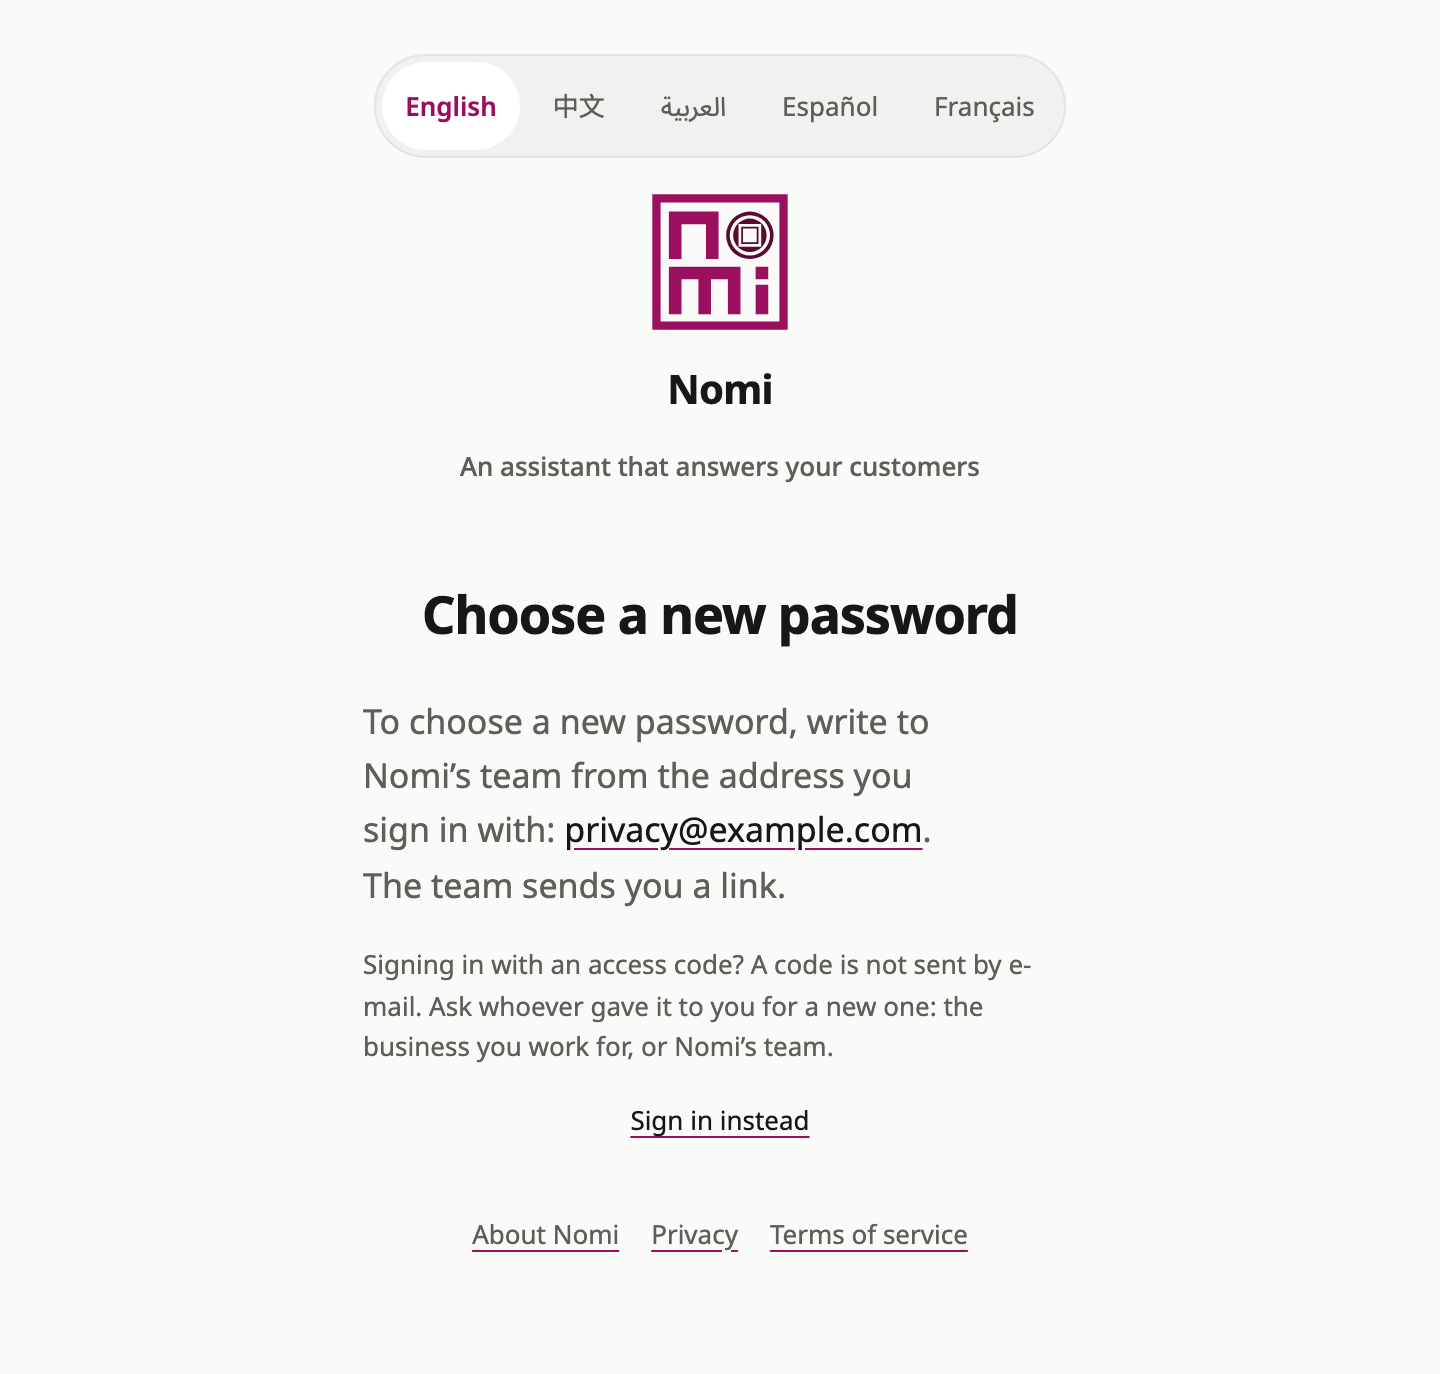 English 中文 العربية Español Français
nomi
Nomi
An assistant that answers your customers
Choose a new password
To choose a new password, write to
Nomi’s team from the address you
sign in with: privacy@example.com.
The team sends you a link.
Signing in with an access code? A code is not sent by e-
mail. Ask whoever gave it to you for a new one: the
business you work for, or Nomi’s team.
Sign in instead
About Nomi Privacy Terms of service